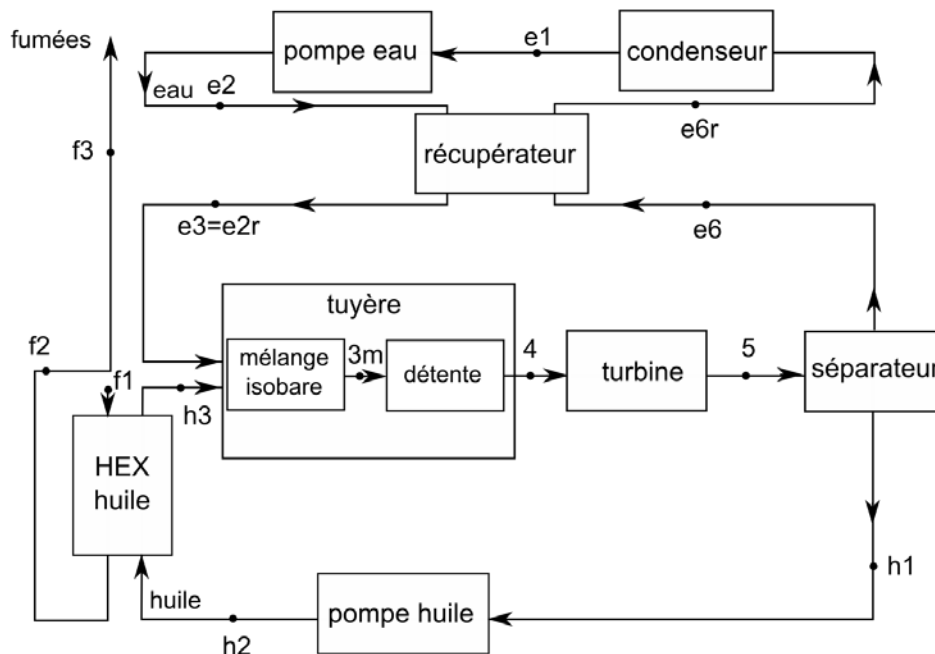 fumées
pompe eau
e1
condenseur
eau
e2
e6r
f3
récupérateur
e3=e2r
e6
tuyère
f2
f1
mélange
isobare
3m
détente
4
turbine
5
séparateur
h3
HEX
huile
h1
huile
h2
pompe huile